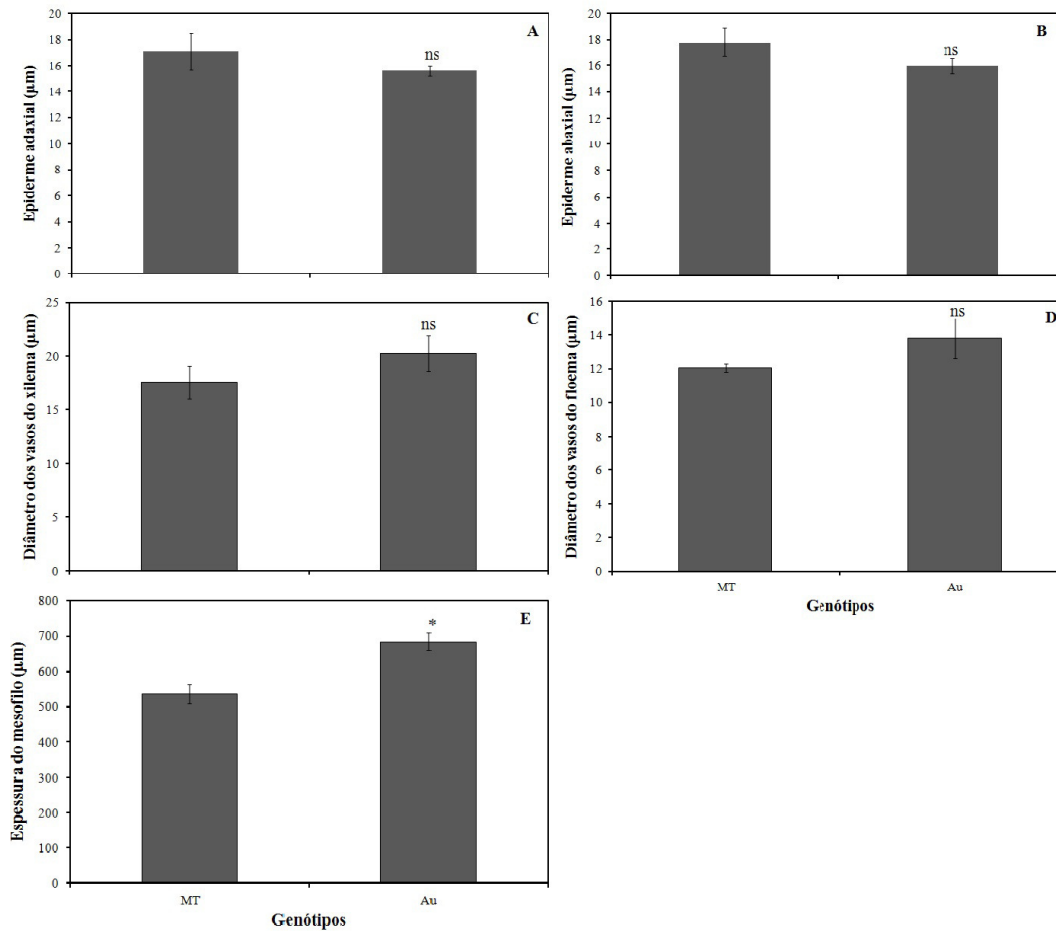 Epiderme adaxial (µm)
20
18
16
14
12
10
8
6
4
2
0
A
ns
Epiderme abaxial (µm)
20
18
16
14
12
10
8
6
4
2
0
B
ns
Diâmetro dos vasos do xilema (µm)
25
20
15
10
5
0
C
ns
Diâmetro dos vasos do floema (µm)
16
14
12
10
8
6
4
2
0
D
ns
MT
Au
Genótipos
Espessura do mesofilo (µm)
800
700
600
500
400
300
200
100
0
E
*
MT
Au
Genótipos